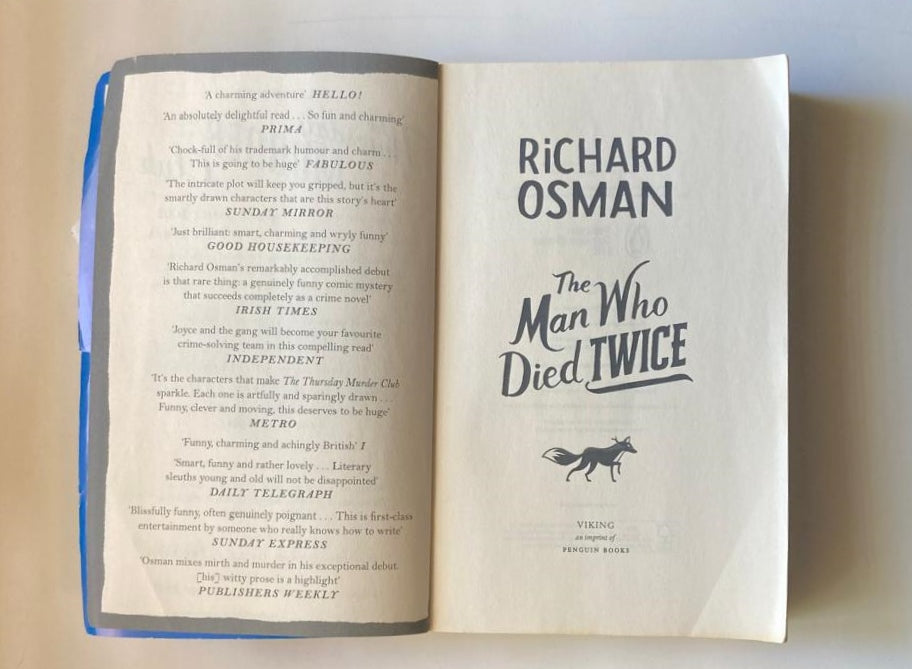 'A charming adventure' HELLO!
'An absolutely delightful read . . . So fun and charming'
PRIMA
'Chock-full of his trademark humour and charm . . .
This is going to be huge' FABULOUS
'The intricate plot will keep you gripped, but it's the
smartly drawn characters that are this story's heart'
SUNDAY MIRROR
'Just brilliant: smart, charming and wryly funny'
GOOD HOUSEKEEPING
'Richard Osman's remarkably accomplished debut
is that rare thing: a genuinely funny comic mystery
that succeeds completely as a crime novel'
IRISH TIMES
'Joyce and the gang will become your favourite
crime-solving team in this compelling read'
INDEPENDENT
'It's the characters that make The Thursday Murder Club
sparkle. Each one is artfully and sparingly drawn . . .
Funny, clever and moving, this deserves to be huge'
METRO
'Funny, charming and achingly British' I
'Smart, funny and rather lovely . . . Literary
sleuths young and old will not be disappointed'
DAILY TELEGRAPH
'Blissfully funny, often genuinely poignant . . . This is first-class
entertainment by someone who really knows how to write'
SUNDAY EXPRESS
'Osman mixes mirth and murder in his exceptional debut.
[his] witty prose is a highlight'
PUBLISHERS WEEKLY
RiCHARD
OSMAN
The
Man Who
Died TWICE
VIKING
an imprint of
PENGUIN BOOKS